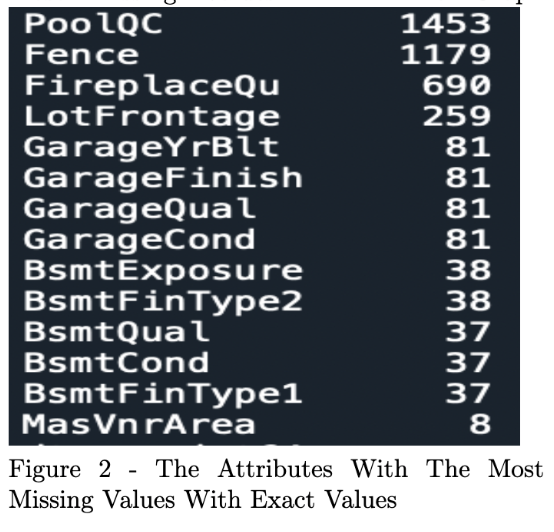 PoolQC 1453
Fence 1179
FireplaceQu 690
LotFrontage 259
GarageYrBlt 81
GarageFinish 81
GarageQual 81
GarageCond 81
BsmtExposure 38
BsmtFinType2 38
BsmtQual 37
BsmtCond 37
BsmtFinType1 37
MasVnrArea 8
Figure 2 - The Attributes With The Most
Missing Values With Exact Values